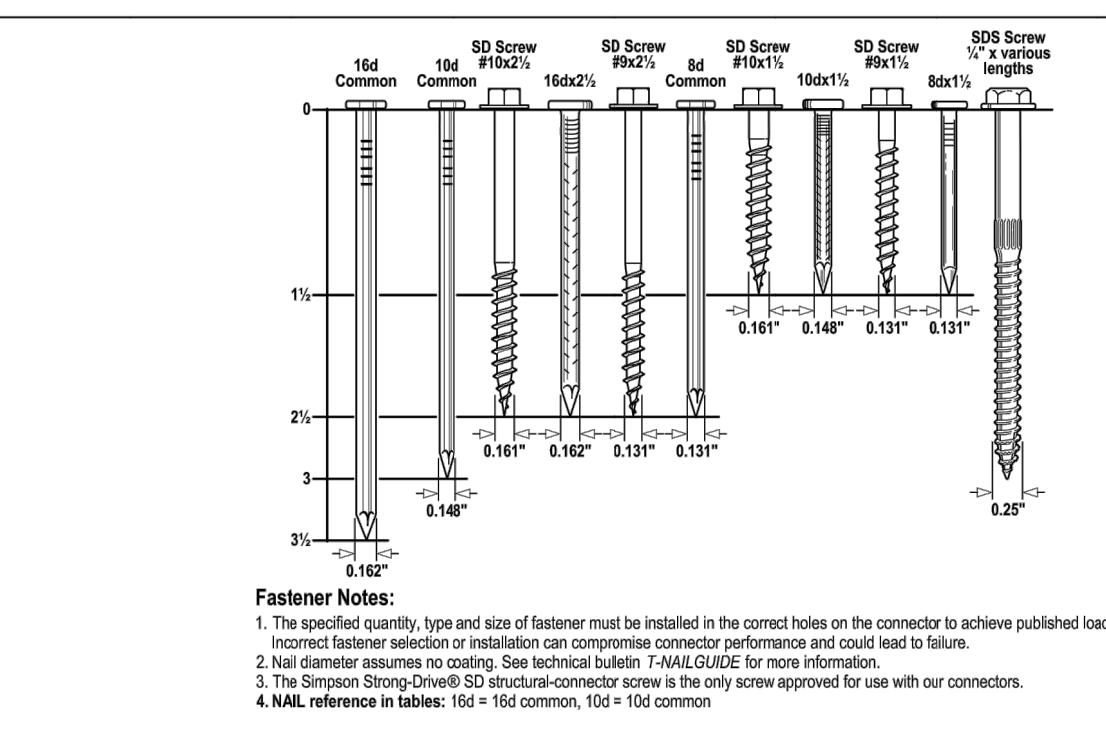 SDS Screw
SD Screw SD Screw SD Screw SD Screw ¼" x various
16d 10d #10x2½ #9x2½ 8d #10x1½ #9x1½ lengths
Common Common 16dx2½ Common 10dx1½ 8dx1½
0
1½
0.161" 0.148" 0.131" 0.131"
2½
0.161" 0.162" 0.131" 0.131"
3
0.148" 0.25"
3½
0.162"
Fastener Notes:
1. The specified quantity, type and size of fastener must be installed in the correct holes on the connector to achieve published
Incorrect fastener selection or installation can compromise connector performance and could lead to failure.
2. Nail diameter assumes no coating. See technical bulletin T-NAILGUIDE for more information.
3. The Simpson Strong-Drive® SD structural-connector screw is the only screw approved for use with our connectors.
4. NAIL reference in tables: 16d = 16d common, 10d = 10d common